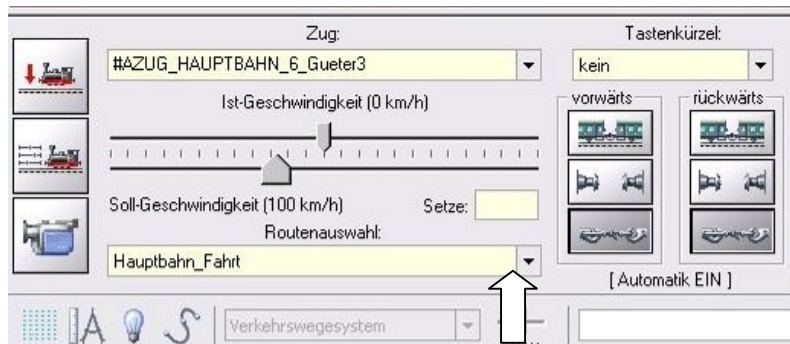 Zug:
Tastenkürzel:
#AZUG_HAUPTBAHN_6_Gueter3
kein
Ist-Geschwindigkeit (0 km/h)
vorwärts
rückwärts
Soll-Geschwindigkeit (100 km/h)
Setze:
Routenauswahl:
Hauptbahn_Fahrt
[ Automatik EIN ]
Verkehrswegesystem